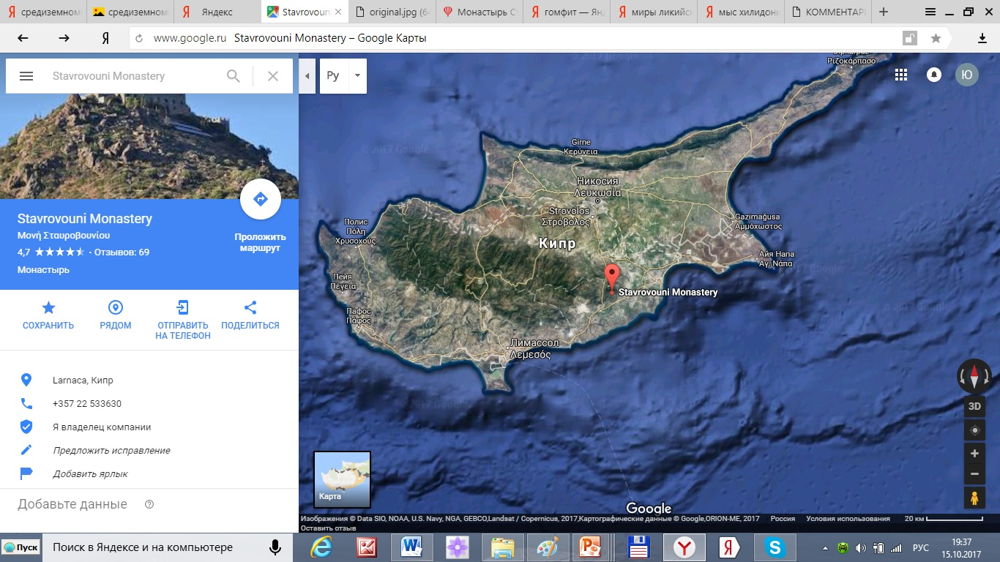 средиземном
средиземном
Яндекс
Stavrovoun
original.jpg (6
Монастырь С
гомфит — Ян
миры ликийс
мыс хилидон
КОММЕНТАР
www.google.ru Stavrovouni Monastery – Google Карты
Stavrovouni Monastery
Ру
Ю
Stavrovouni Monastery
Μονή Σταυροβουνίου
4,7 · Отзывов: 69
Монастырь
Проложить
маршрут
СОХРАНИТЬ
РЯДОМ
ОТПРАВИТЬ
НА ТЕЛЕФОН
ПОДЕЛИТЬСЯ
Larnaca, Кипр
+357 22 533630
Я владелец компании
Предложить исправление
Добавить ярлык
Добавьте данные
Ριζοκάρπασο
Girne
Κερύνεια
Никосия
Λευκωσία
Strovolos
Στρόβολος
Gazimağusa
Αμμόχωστος
Полис
Πόλη
Χρυσοχούς
Кипр
Айя Напа
Αγ. Νάπα
Пейя
Πέγεια
Stavrovouni Monastery
Пафос
Πάφος
Лимассол
Λεμεσός
3D
Карта
Google
Изображения © Data SIO, NOAA, U.S. Navy, NGA, GEBCO,Landsat / Copernicus, 2017,Картографические данные © Google,ORION-ME, 2017 Россия Условия использования 20 км
Оставить отзыв
Пуск
Поиск в Яндексе и на компьютере
РУС
19:37
15.10.2017